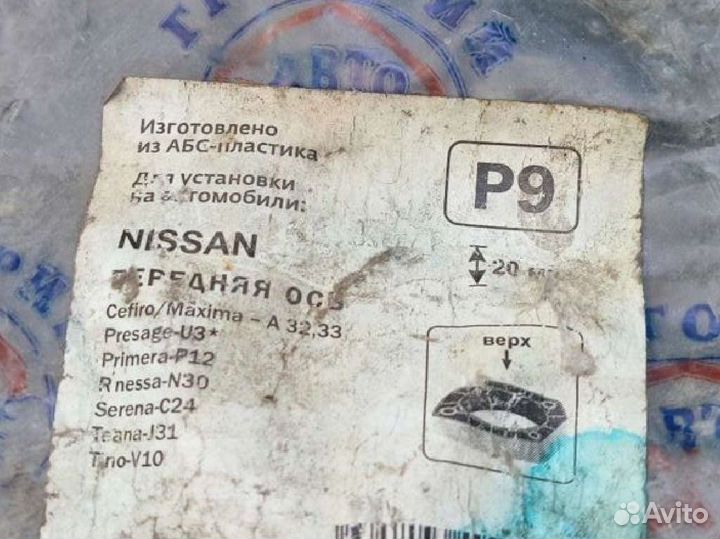 АВТО
Изготовлено
из АБС-пластика
Для установки
на автомобили:
P9
NISSAN
ПЕРЕДНЯЯ ОСЬ
20 мм
Cefiro/Maxima – A 32,33
Presage-U3*
Primera-P12
R'nessa-N30
Serena-C24
Teana-J31
Tino-V10
верх
Avito